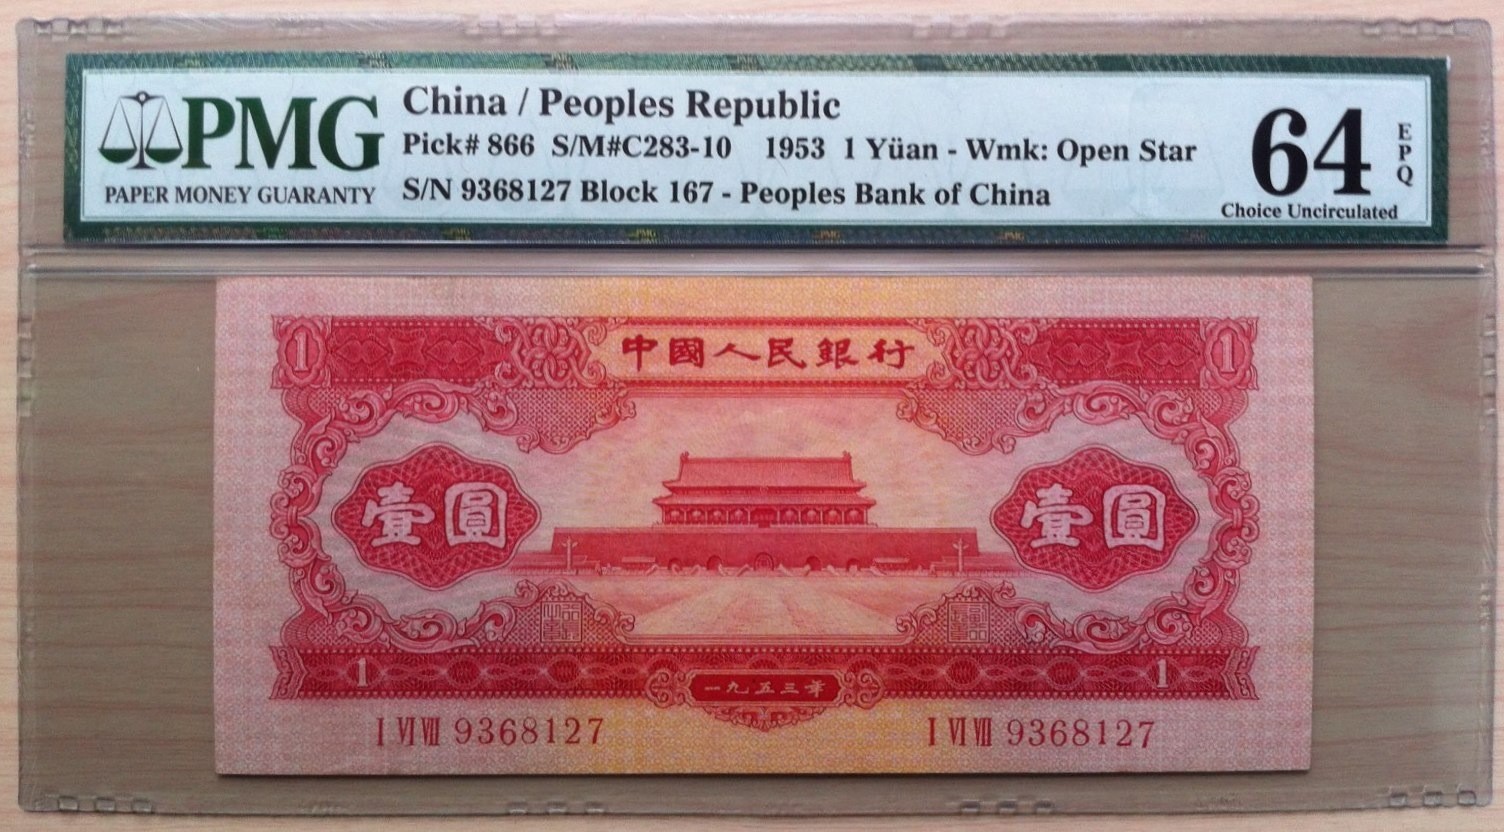 PMG
PAPER MONEY GUARANTY
China / Peoples Republic
Pick# 866 S/M#C283-10 1953 1 Yüan - Wmk: Open Star
S/N 9368127 Block 167 - Peoples Bank of China
64
EPQ
Choice Uncirculated
1 中國人民銀行 1
壹圓 壹圓
1 一九五三年 1
I VI VII 9368127 I VI VII 9368127